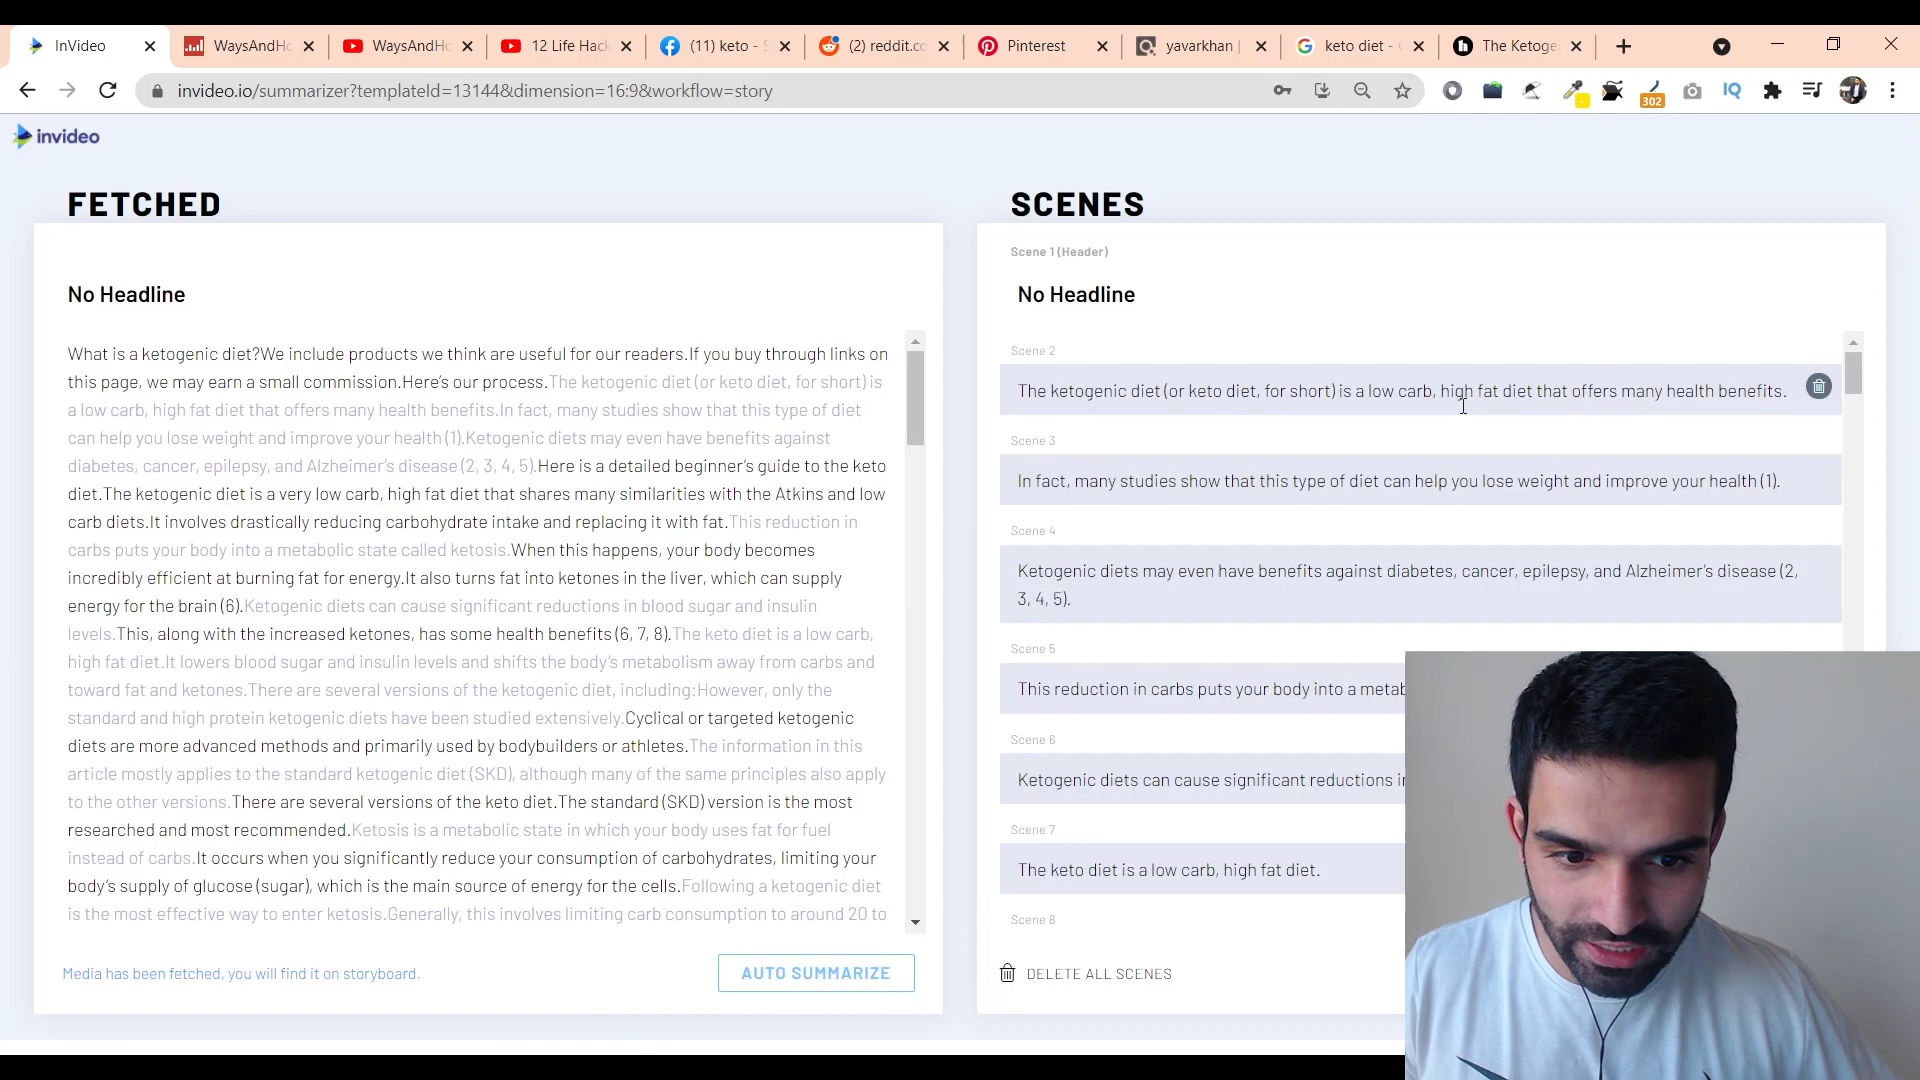 InVideo
WaysAndHo
WaysAndHo
12 Life Hack
(11) keto - S
(2) reddit.co
Pinterest
yavarkhan |
keto diet - G
The Ketoge
invideo.io/summarizer?templateId=13144&dimension=16:9&workflow=story
302
IQ
invideo
FETCHED
No Headline
What is a ketogenic diet?We include products we think are useful for our readers.If you buy through links on
this page, we may earn a small commission.Here's our process.The ketogenic diet (or keto diet, for short) is
a low carb, high fat diet that offers many health benefits.In fact, many studies show that this type of diet
can help you lose weight and improve your health (1).Ketogenic diets may even have benefits against
diabetes, cancer, epilepsy, and Alzheimer's disease (2, 3, 4, 5).Here is a detailed beginner's guide to the keto
diet.The ketogenic diet is a very low carb, high fat diet that shares many similarities with the Atkins and low
carb diets.It involves drastically reducing carbohydrate intake and replacing it with fat.This reduction in
carbs puts your body into a metabolic state called ketosis.When this happens, your body becomes
incredibly efficient at burning fat for energy.It also turns fat into ketones in the liver, which can supply
energy for the brain (6).Ketogenic diets can cause significant reductions in blood sugar and insulin
levels.This, along with the increased ketones, has some health benefits (6, 7, 8).The keto diet is a low carb,
high fat diet.It lowers blood sugar and insulin levels and shifts the body's metabolism away from carbs and
toward fat and ketones.There are several versions of the ketogenic diet, including:However, only the
standard and high protein ketogenic diets have been studied extensively.Cyclical or targeted ketogenic
diets are more advanced methods and primarily used by bodybuilders or athletes.The information in this
article mostly applies to the standard ketogenic diet (SKD), although many of the same principles also apply
to the other versions.There are several versions of the keto diet.The standard (SKD) version is the most
researched and most recommended.Ketosis is a metabolic state in which your body uses fat for fuel
instead of carbs.It occurs when you significantly reduce your consumption of carbohydrates, limiting your
body's supply of glucose (sugar), which is the main source of energy for the cells.Following a ketogenic diet
is the most effective way to enter ketosis.Generally, this involves limiting carb consumption to around 20 to
Media has been fetched, you will find it on storyboard.
AUTO SUMMARIZE
SCENES
Scene 1 (Header)
No Headline
Scene 2
The ketogenic diet (or keto diet, for short) is a low carb, high fat diet that offers many health benefits.
Scene 3
In fact, many studies show that this type of diet can help you lose weight and improve your health (1).
Scene 4
Ketogenic diets may even have benefits against diabetes, cancer, epilepsy, and Alzheimer's disease (2,
3, 4, 5).
Scene 5
This reduction in carbs puts your body into a metab
Scene 6
Ketogenic diets can cause significant reductions in
Scene 7
The keto diet is a low carb, high fat diet.
Scene 8
DELETE ALL SCENES